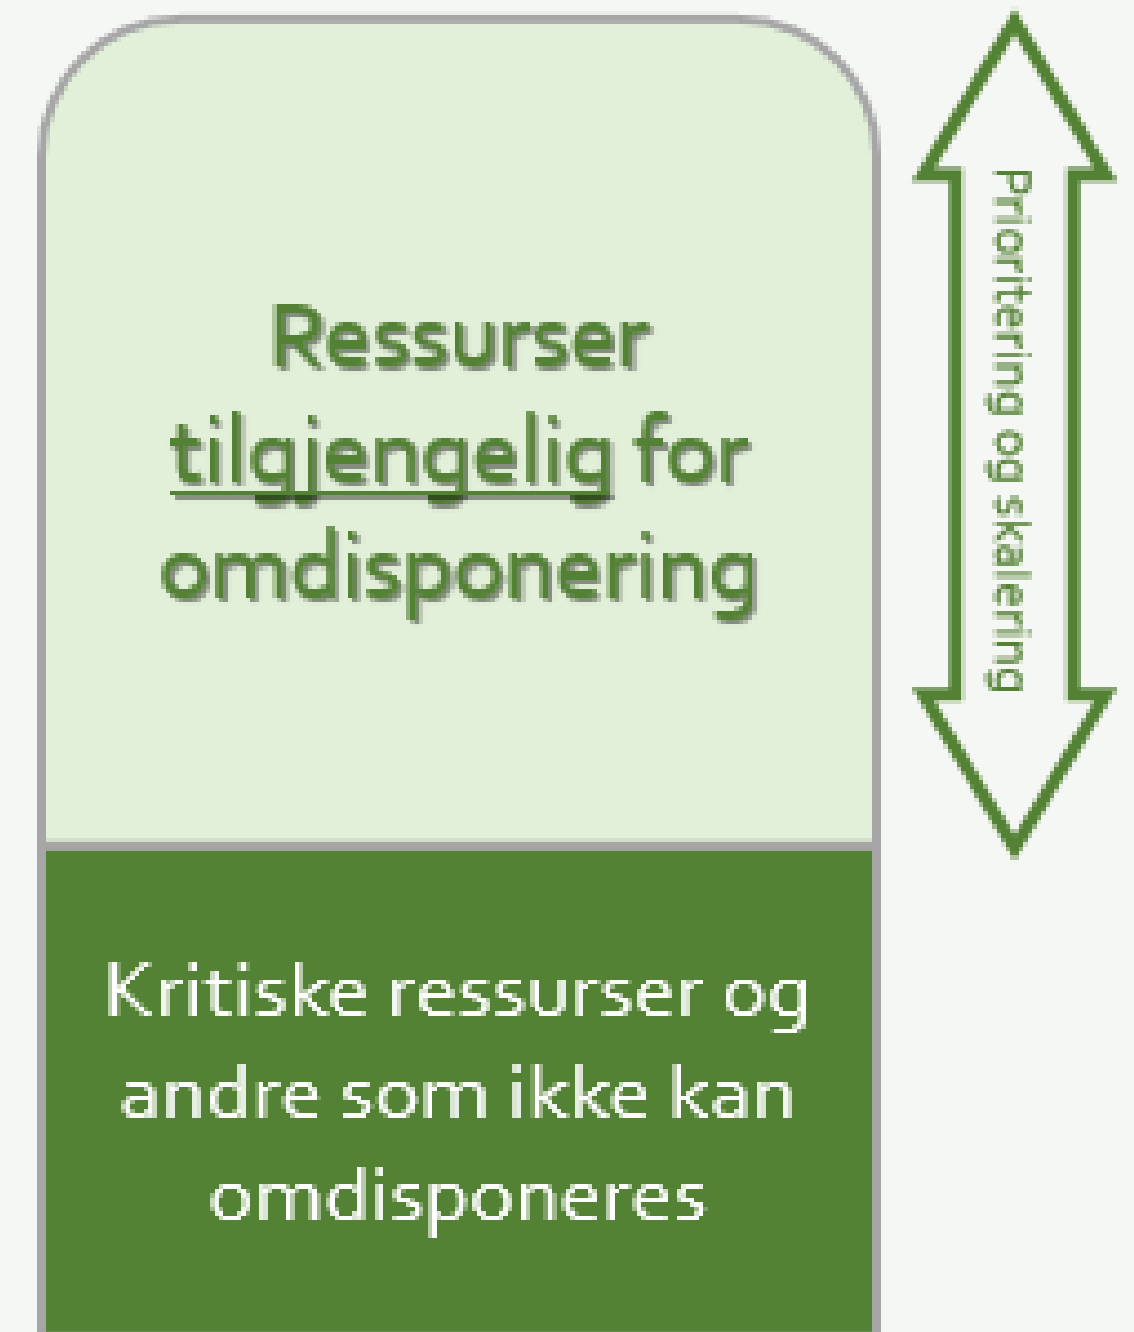 Ressurser
tilgjengelig for
omdisponering
Prioritering og skalering
Kritiske ressurser og
andre som ikke kan
omdisponeres